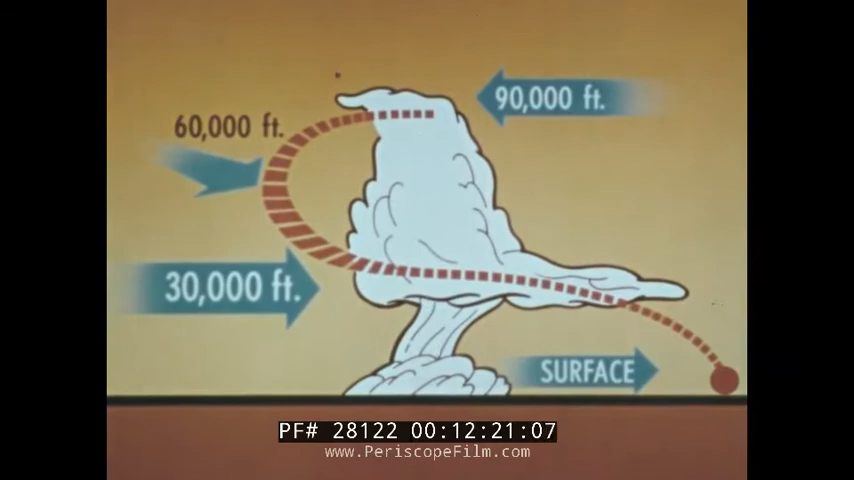 90,000 ft.
60,000 ft.
30,000 ft.
SURFACE
PF# 28122 00:12:21:07
www.PeriscopeFilm.com